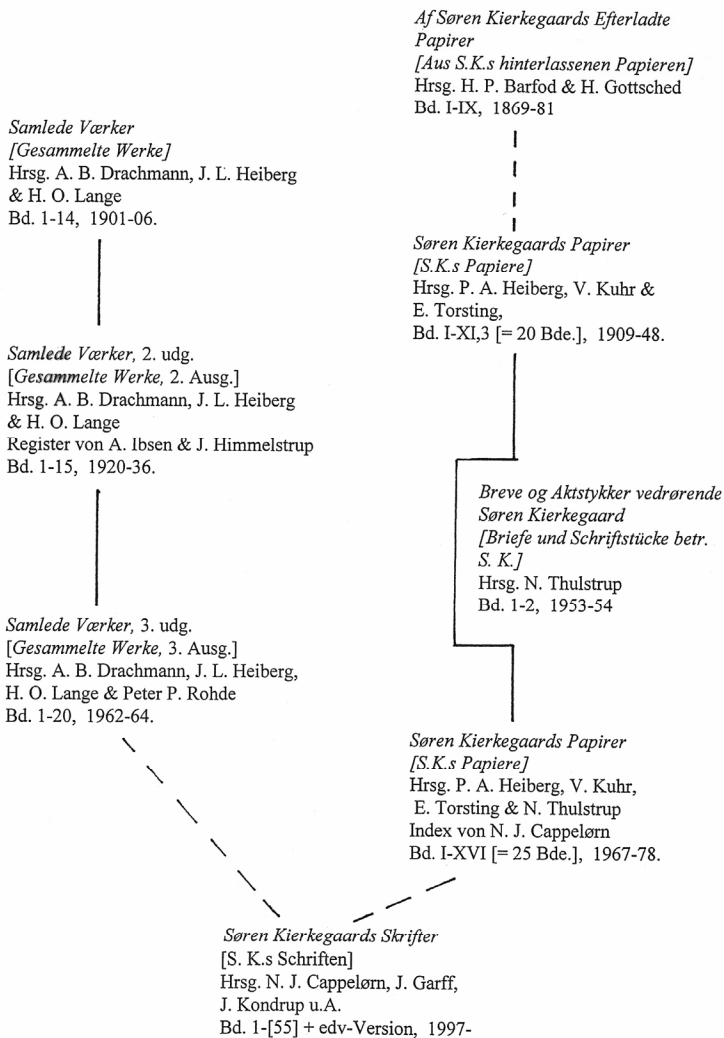 Af Søren Kierkegaards Efterladte
Papirer
[Aus S.K.s hinterlassenen Papieren]
Hrsg. H. P. Barfod & H. Gottsched
Bd. I-IX, 1869-81
Samlede Værker
[Gesammelte Werke]
Hrsg. A. B. Drachmann, J. L. Heiberg
& H. O. Lange
Bd. 1-14, 1901-06.
Søren Kierkegaards Papirer
[S.K.s Papiere]
Hrsg. P. A. Heiberg, V. Kuhr &
E. Torsting,
Bd. I-XI,3 [= 20 Bde.], 1909-48.
Samlede Værker, 2. udg.
[Gesammelte Werke, 2. Ausg.]
Hrsg. A. B. Drachmann, J. L. Heiberg
& H. O. Lange
Register von A. Ibsen & J. Himmelstrup
Bd. 1-15, 1920-36.
Breve og Aktstykker vedrørende
Søren Kierkegaard
[Briefe und Schriftstücke betr.
S. K.]
Hrsg. N. Thulstrup
Bd. 1-2, 1953-54
Samlede Værker, 3. udg.
[Gesammelte Werke, 3. Ausg.]
Hrsg. A. B. Drachmann, J. L. Heiberg,
H. O. Lange & Peter P. Rohde
Bd. 1-20, 1962-64.
Søren Kierkegaards Papirer
[S.K.s Papiere]
Hrsg. P. A. Heiberg, V. Kuhr,
E. Torsting & N. Thulstrup
Index von N. J. Cappelørn
Bd. I-XVI [= 25 Bde.], 1967-78.
Søren Kierkegaards Skrifter
[S. K.s Schriften]
Hrsg. N. J. Cappelørn, J. Garff,
J. Kondrup u.A.
Bd. 1-[55] + edv-Version, 1997-